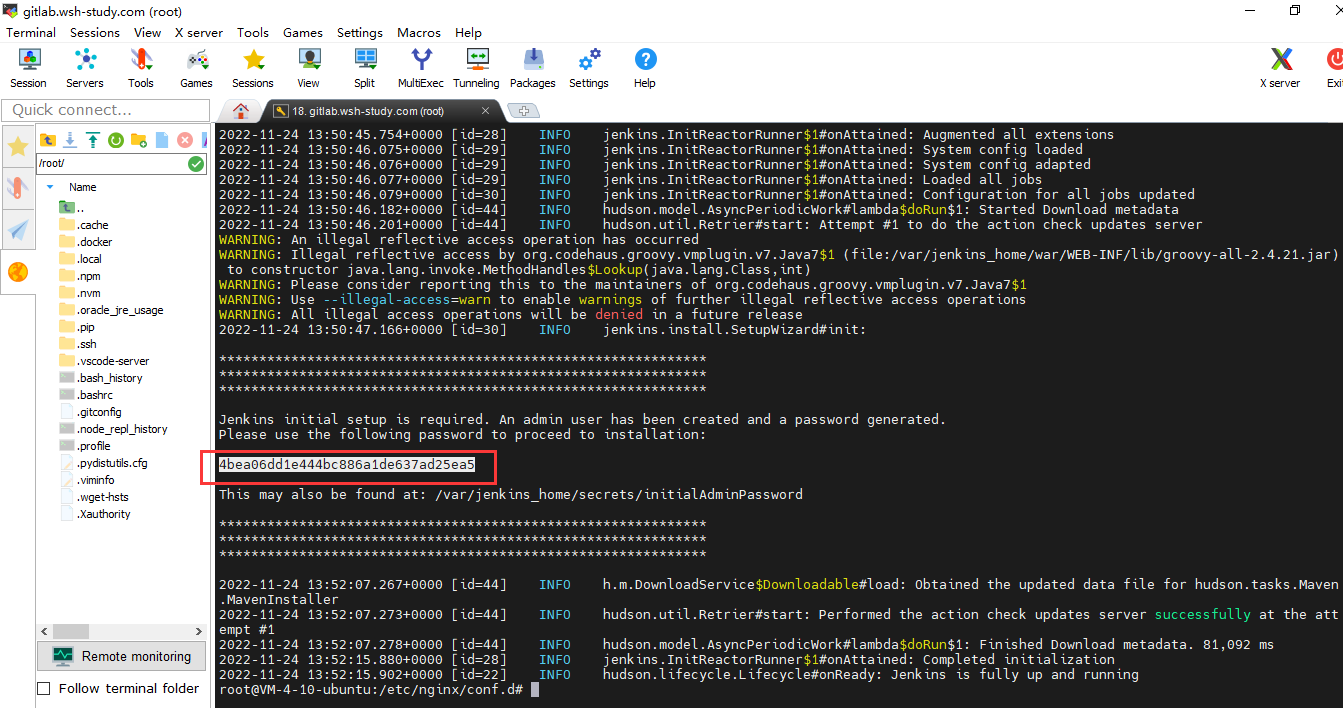 gitlab.wsh-study.com (root)
Terminal Sessions View X server Tools Games Settings Macros Help
Session Servers Tools Games Sessions View Split MultiExec Tunneling Packages Settings Help X server Exi
Quick connect...
18. gitlab.wsh-study.com (root)
/root/
Name
..
.cache
.docker
.local
.npm
.nvm
.oracle_jre_usage
.pip
.ssh
.vscode-server
.bash_history
.bashrc
.gitconfig
.node_repl_history
.profile
.pydistutils.cfg
.viminfo
.wget-hsts
.Xauthority
Remote monitoring
Follow terminal folder
2022-11-24 13:50:45.754+0000 [id=28] INFO jenkins.InitReactorRunner$1#onAttained: Augmented all extensions
2022-11-24 13:50:46.075+0000 [id=29] INFO jenkins.InitReactorRunner$1#onAttained: System config loaded
2022-11-24 13:50:46.076+0000 [id=29] INFO jenkins.InitReactorRunner$1#onAttained: System config adapted
2022-11-24 13:50:46.077+0000 [id=29] INFO jenkins.InitReactorRunner$1#onAttained: Loaded all jobs
2022-11-24 13:50:46.079+0000 [id=30] INFO jenkins.InitReactorRunner$1#onAttained: Configuration for all jobs updated
2022-11-24 13:50:46.182+0000 [id=44] INFO hudson.model.AsyncPeriodicWork#lambda$doRun$1: Started Download metadata
2022-11-24 13:50:46.201+0000 [id=44] INFO hudson.util.Retrier#start: Attempt #1 to do the action check updates server
WARNING: An illegal reflective access operation has occurred
WARNING: Illegal reflective access by org.codehaus.groovy.vmplugin.v7.Java7$1 (file:/var/jenkins_home/war/WEB-INF/lib/groovy-all-2.4.21.jar)
to constructor java.lang.invoke.MethodHandles$Lookup(java.lang.Class,int)
WARNING: Please consider reporting this to the maintainers of org.codehaus.groovy.vmplugin.v7.Java7$1
WARNING: Use --illegal-access=warn to enable warnings of further illegal reflective access operations
WARNING: All illegal access operations will be denied in a future release
2022-11-24 13:50:47.166+0000 [id=30] INFO jenkins.install.SetupWizard#init:
*************************************************************
*************************************************************
*************************************************************
Jenkins initial setup is required. An admin user has been created and a password generated.
Please use the following password to proceed to installation:
4bea06dd1e444bc886a1de637ad25ea5
This may also be found at: /var/jenkins_home/secrets/initialAdminPassword
*************************************************************
*************************************************************
*************************************************************
2022-11-24 13:52:07.267+0000 [id=44] INFO h.m.DownloadService$Downloadable#load: Obtained the updated data file for hudson.tasks.Maven
.MavenInstaller
2022-11-24 13:52:07.273+0000 [id=44] INFO hudson.util.Retrier#start: Performed the action check updates server successfully at the att
empt #1
2022-11-24 13:52:07.278+0000 [id=44] INFO hudson.model.AsyncPeriodicWork#lambda$doRun$1: Finished Download metadata. 81,092 ms
2022-11-24 13:52:15.880+0000 [id=28] INFO jenkins.InitReactorRunner$1#onAttained: Completed initialization
2022-11-24 13:52:15.902+0000 [id=22] INFO hudson.lifecycle.Lifecycle#onReady: Jenkins is fully up and running
root@VM-4-10-ubuntu:/etc/nginx/conf.d#